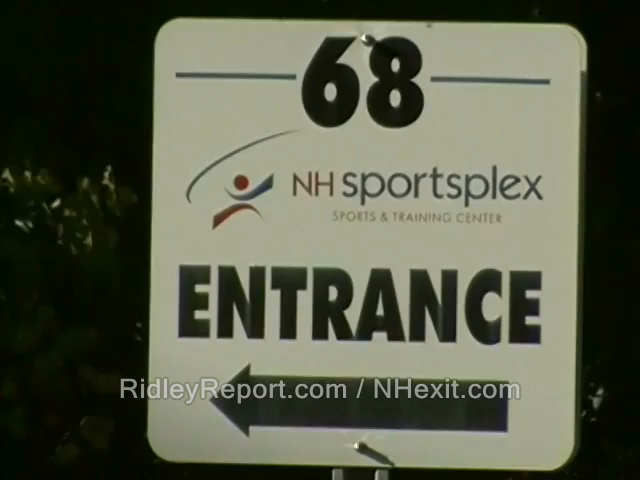 68
NH sportsplex
SPORTS & TRAINING CENTER
ENTRANCE
RidleyReport.com / NHexit.com